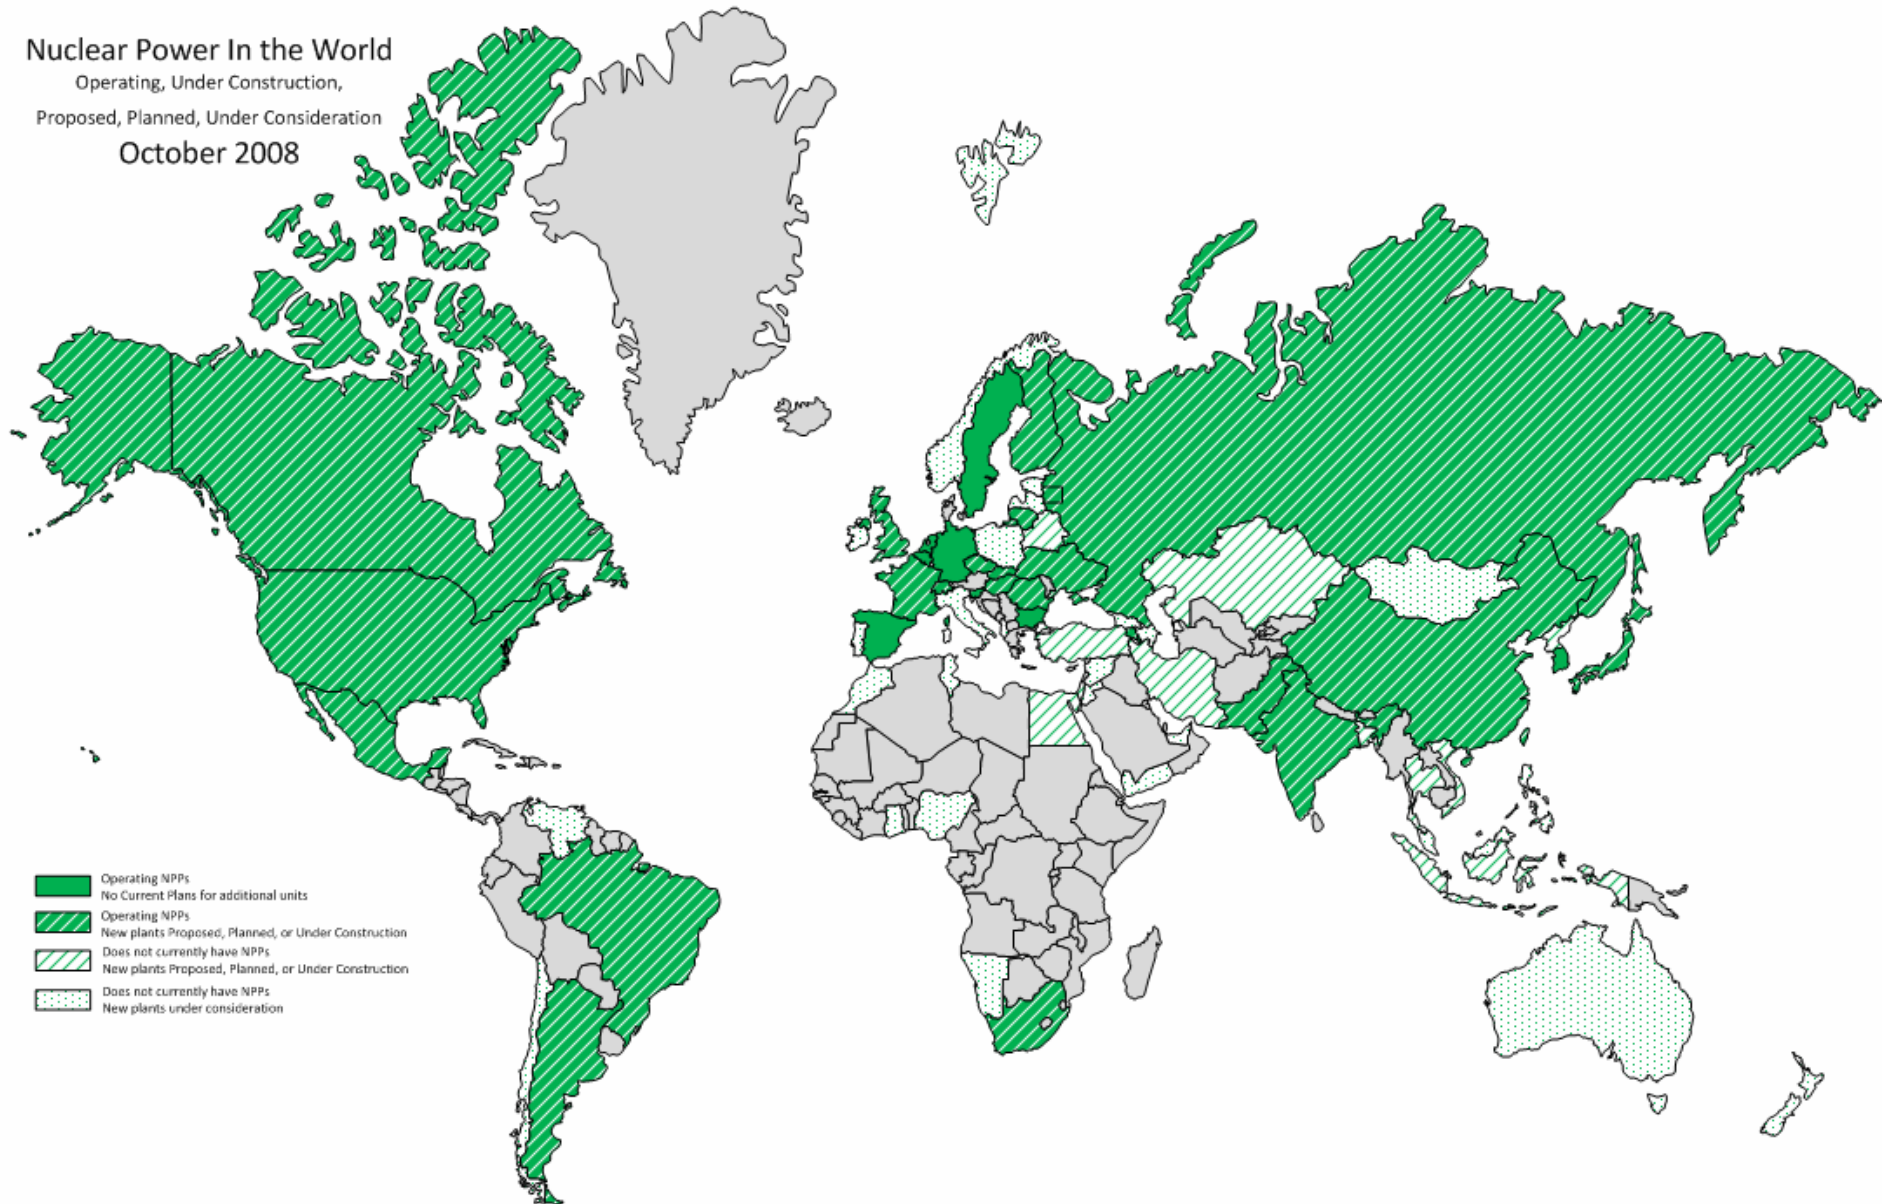 Nuclear Power In the World
Operating, Under Construction,
Proposed, Planned, Under Consideration
October 2008
Operating NPPs
No Current Plans for additional units
Operating NPPs
New plants Proposed, Planned, or Under Construction
Does not currently have NPPs
New plants Proposed, Planned, or Under Construction
Does not currently have NPPs
New plants under consideration